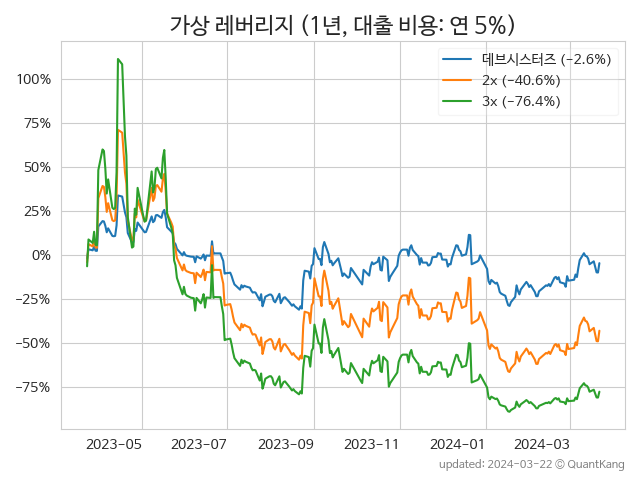 가상 레버리지 (1년, 대출 비용: 연 5%)
데브시스터즈 (−2.6%)
2x (−40.6%)
3x (−76.4%)
100%
75%
50%
25%
0%
−25%
−50%
−75%
2023-05 2023-07 2023-09 2023-11 2024-01 2024-03
updated: 2024-03-22 © QuantKang